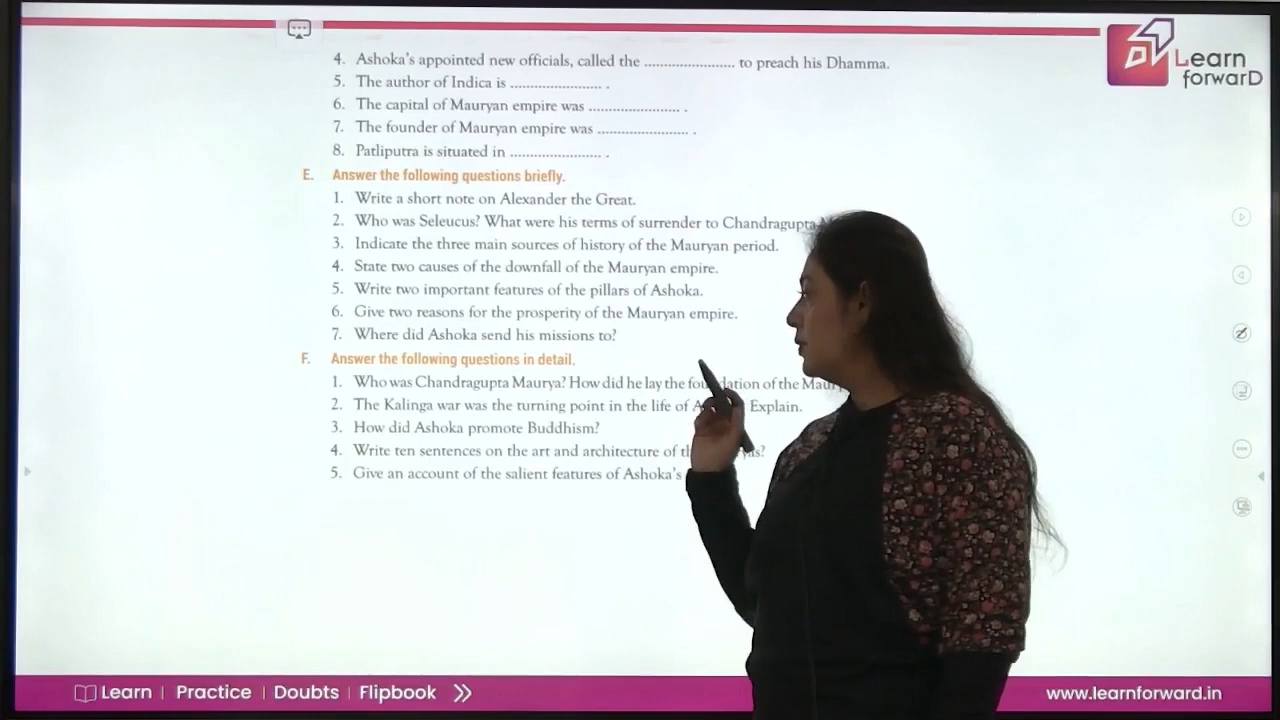 4. Ashoka's appointed new officials, called the ........................ to preach his Dhamma.
5. The author of Indica is ........................ .
6. The capital of Mauryan empire was ........................ .
7. The founder of Mauryan empire was ........................ .
8. Patliputra is situated in ........................ .
E. Answer the following questions briefly.
1. Write a short note on Alexander the Great.
2. Who was Seleucus? What were his terms of surrender to Chandragupta
3. Indicate the three main sources of history of the Mauryan period.
4. State two causes of the downfall of the Mauryan empire.
5. Write two important features of the pillars of Ashoka.
6. Give two reasons for the prosperity of the Mauryan empire.
7. Where did Ashoka send his missions to?
F. Answer the following questions in detail.
1. Who was Chandragupta Maurya? How did he lay the foundation of the
2. The Kalinga war was the turning point in the life of Explain.
3. How did Ashoka promote Buddhism?
4. Write ten sentences on the art and architecture of
5. Give an account of the salient features of Ashoka's
Learn forwarD
Learn | Practice | Doubts | Flipbook
www.learnforward.in